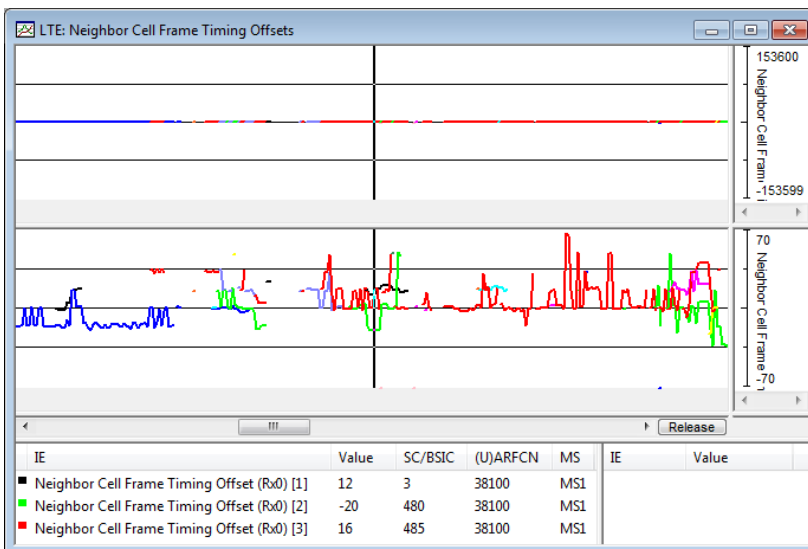 LTE: Neighbor Cell Frame Timing Offsets
153600
Neighbor Cell Fram
-153599
70
Neighbor Cell Frame
-70
Release
IE Value SC/BSIC (U)ARFCN MS IE Value
Neighbor Cell Frame Timing Offset (Rx0) [1] 12 3 38100 MS1
Neighbor Cell Frame Timing Offset (Rx0) [2] -20 480 38100 MS1
Neighbor Cell Frame Timing Offset (Rx0) [3] 16 485 38100 MS1